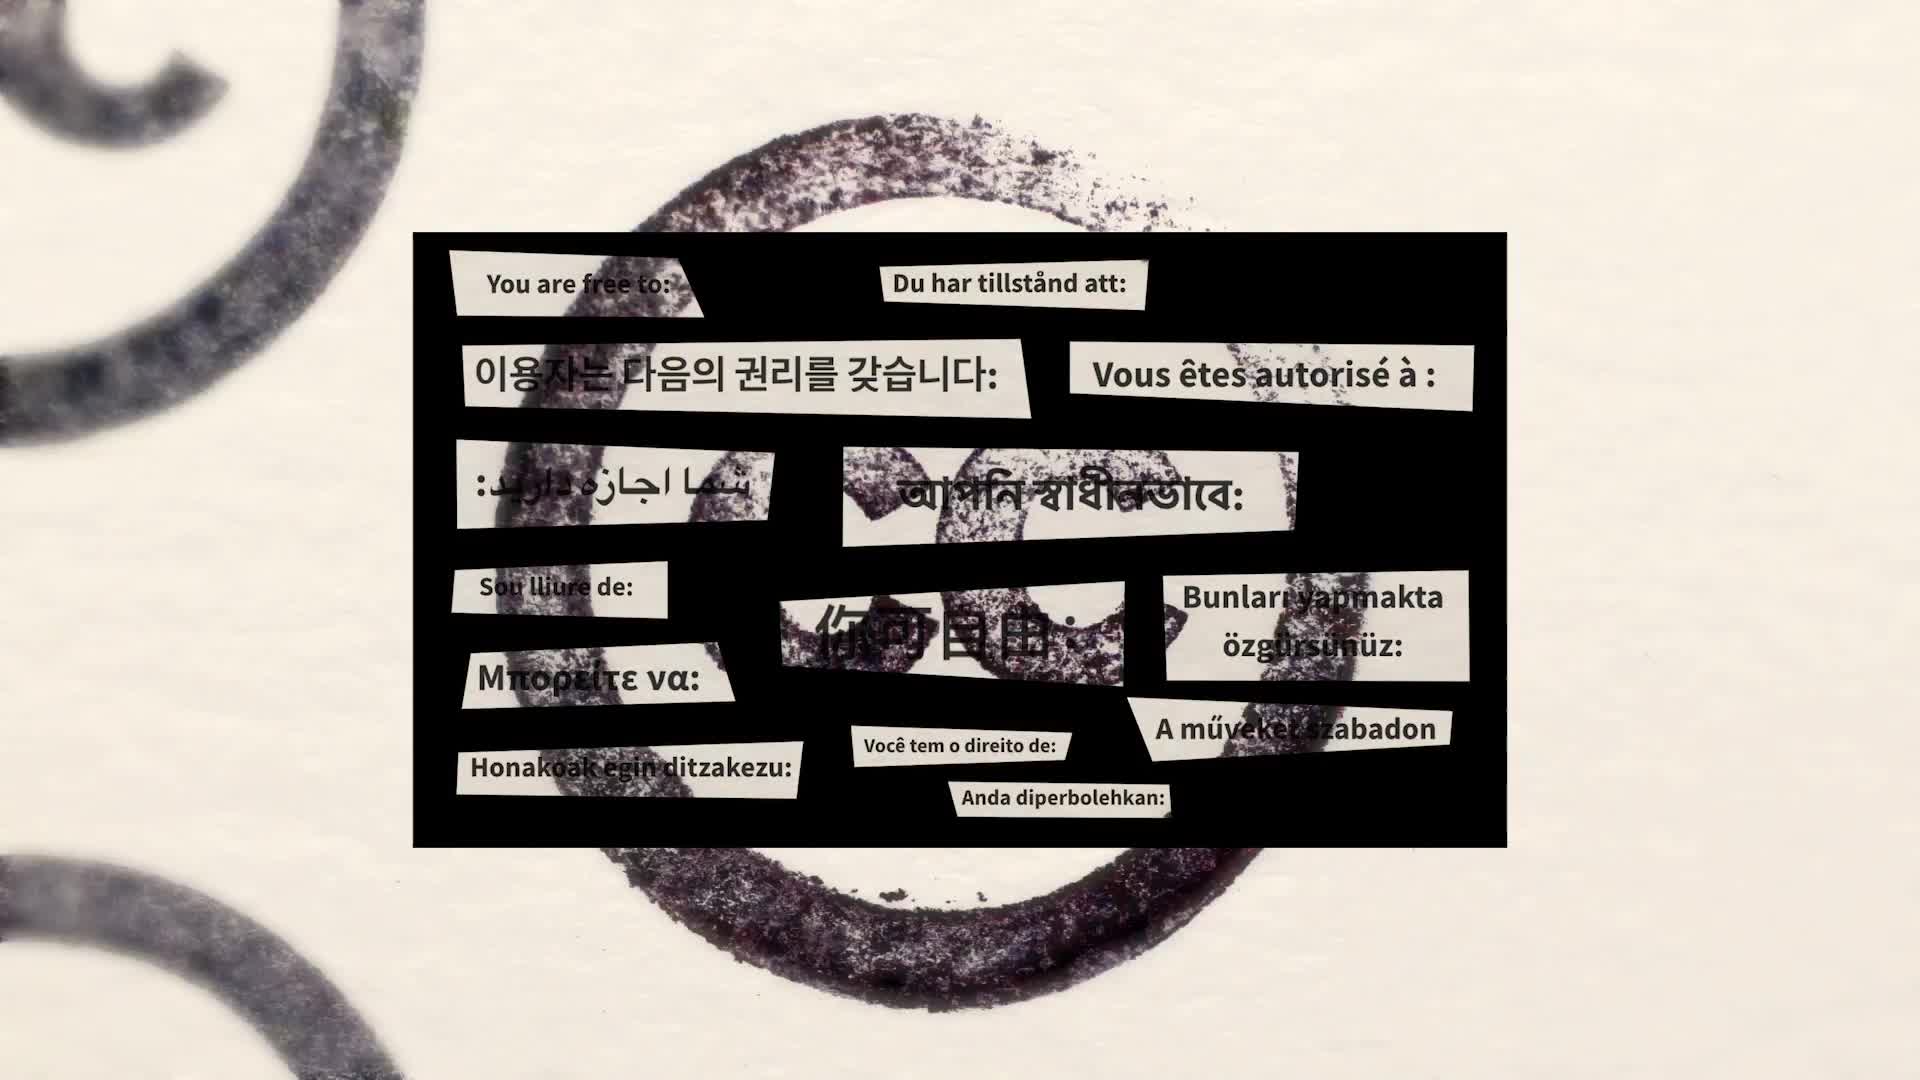 You are free to:
Du har tillstånd att:
이용자는 다음의 권리를 갖습니다:
Vous êtes autorisé à :
شما اجازه دارید:
আপনি স্বাধীনভাবে:
Sou lliure de:
你可自由:
Bunları yapmakta
özgürsünüz:
Μπορείτε να:
A műveket szabadon
Você tem o direito de:
Honakoak egin ditzakezu:
Anda diperbolehkan: